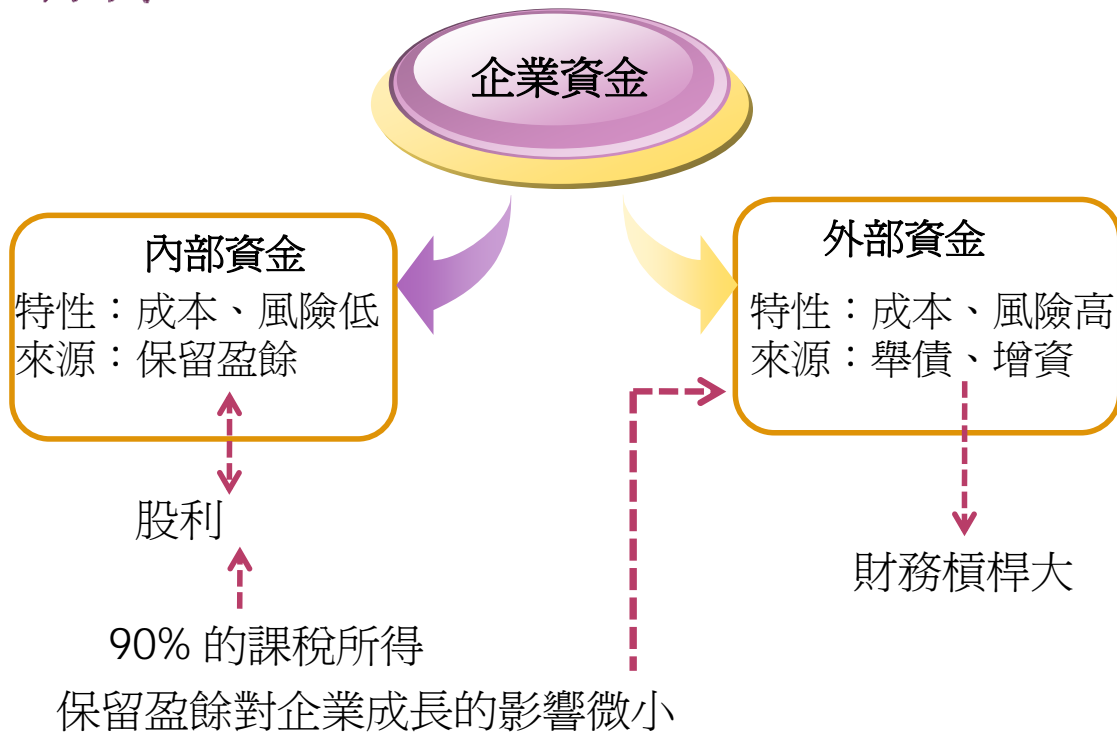 企業資金
內部資金
特性：成本、風險低
來源：保留盈餘
外部資金
特性：成本、風險高
來源：舉債、增資
股利
財務槓桿大
90% 的課稅所得
保留盈餘對企業成長的影響微小